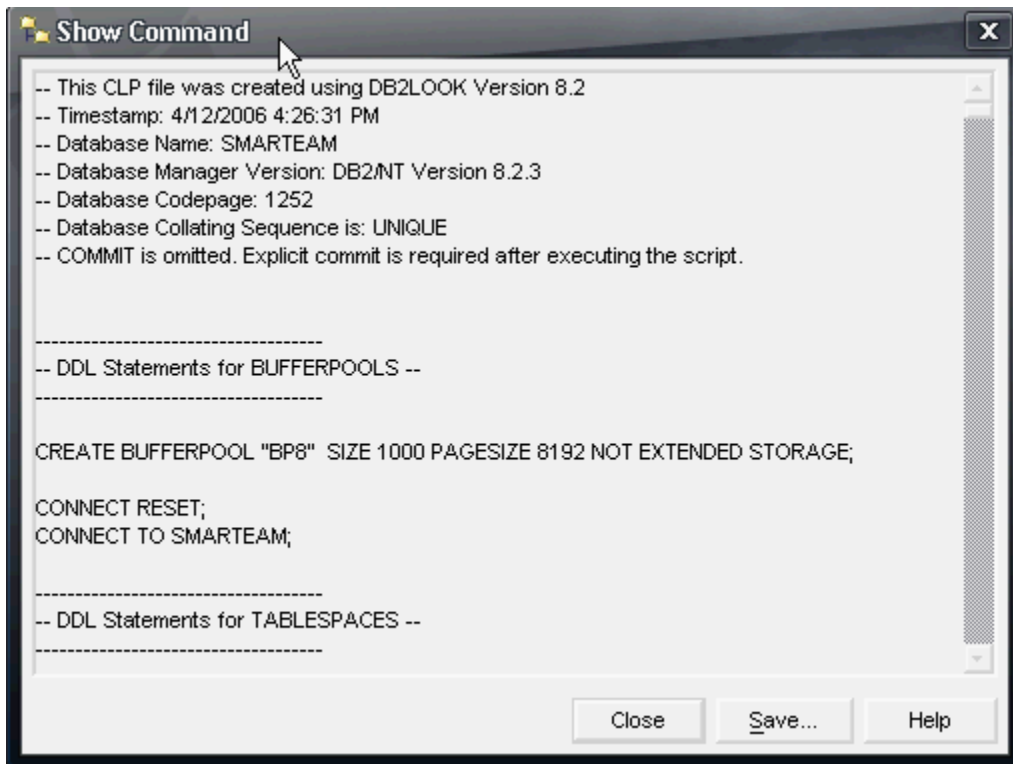 Show Command
-- This CLP file was created using DB2LOOK Version 8.2
-- Timestamp: 4/12/2006 4:26:31 PM
-- Database Name: SMARTEAM
-- Database Manager Version: DB2/NT Version 8.2.3
-- Database Codepage: 1252
-- Database Collating Sequence is: UNIQUE
-- COMMIT is omitted. Explicit commit is required after executing the script.
------------------------------------
-- DDL Statements for BUFFERPOOLS --
------------------------------------
CREATE BUFFERPOOL "BP8"  SIZE 1000 PAGESIZE 8192 NOT EXTENDED STORAGE;
CONNECT RESET;
CONNECT TO SMARTEAM;
------------------------------------
-- DDL Statements for TABLESPACES --
------------------------------------
Close Save... Help